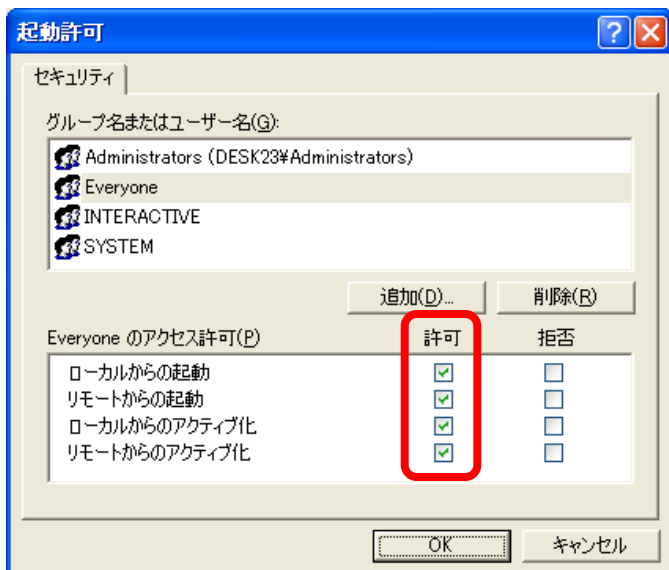 起動許可
セキュリティ
グループ名またはユーザー名(G):
Administrators (DESK23¥Administrators)
Everyone
INTERACTIVE
SYSTEM
追加(D)... 削除(R)
Everyone のアクセス許可(P) 許可 拒否
ローカルからの起動
リモートからの起動
ローカルからのアクティブ化
リモートからのアクティブ化
OK キャンセル